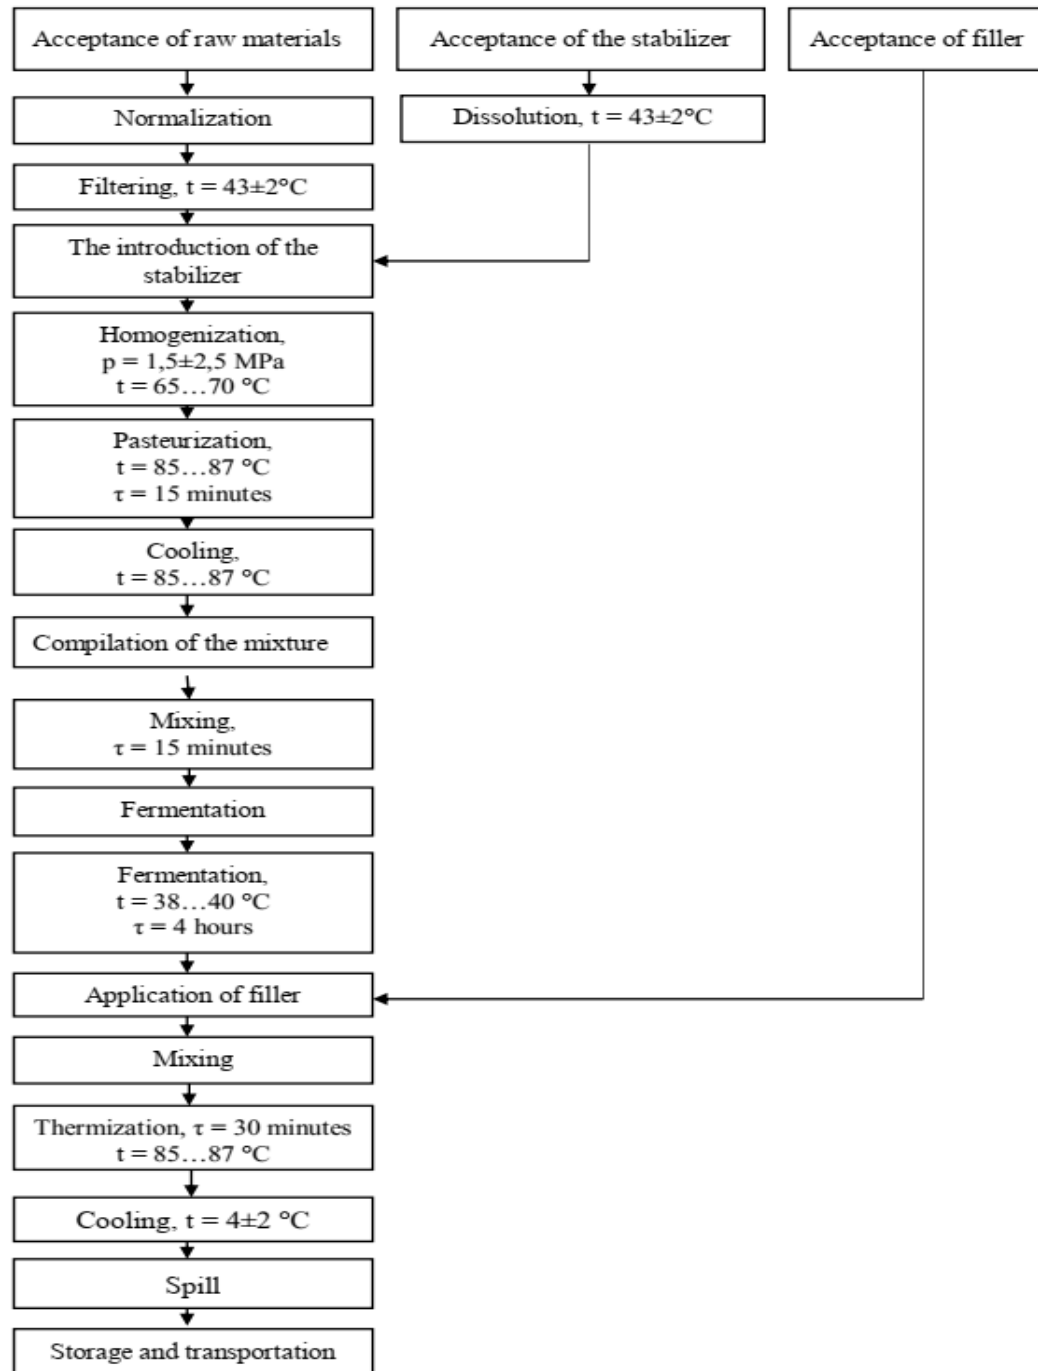 Acceptance of raw materials
Acceptance of the stabilizer
Acceptance of filler
Normalization
Dissolution, t = 43±2°C
Filtering, t = 43±2°C
The introduction of the
stabilizer
Homogenization,
p = 1,5±2,5 MPa
t = 65...70 °C
Pasteurization,
t = 85...87 °C
τ = 15 minutes
Cooling,
t = 85...87 °C
Compilation of the mixture
Mixing,
τ = 15 minutes
Fermentation
Fermentation,
t = 38...40 °C
τ = 4 hours
Application of filler
Mixing
Thermization, τ = 30 minutes
t = 85...87 °C
Cooling, t = 4±2 °C
Spill
Storage and transportation